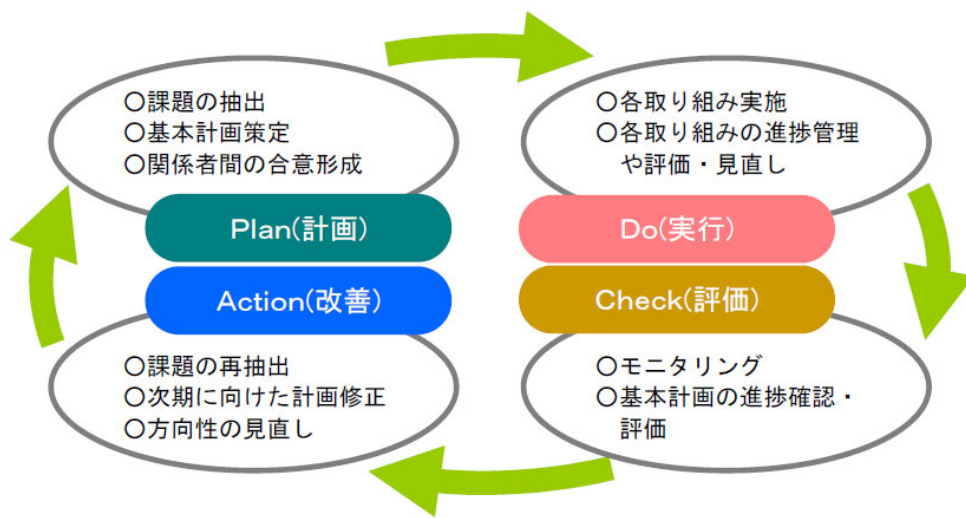 ○課題の抽出
○基本計画策定
○関係者間の合意形成
Plan(計画)
○各取り組み実施
○各取り組みの進捗管理
や評価・見直し
Do(実行)
Check(評価)
○モニタリング
○基本計画の進捗確認・
評価
Action(改善)
○課題の再抽出
○次期に向けた計画修正
○方向性の見直し